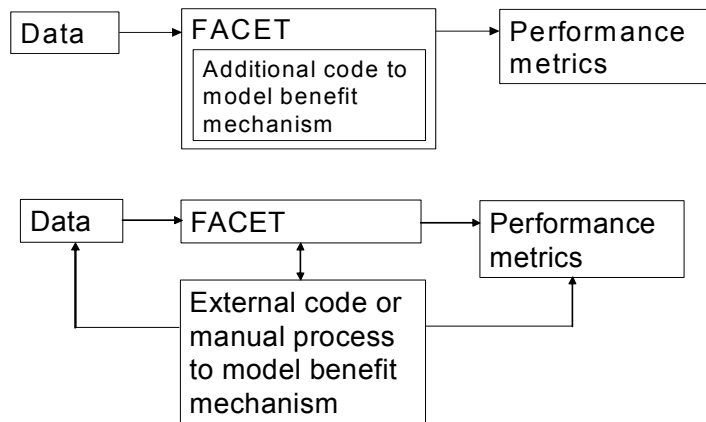 Data
FACET
Additional code to
model benefit
mechanism
Performance
metrics
Data
FACET
Performance
metrics
External code or
manual process
to model benefit
mechanism